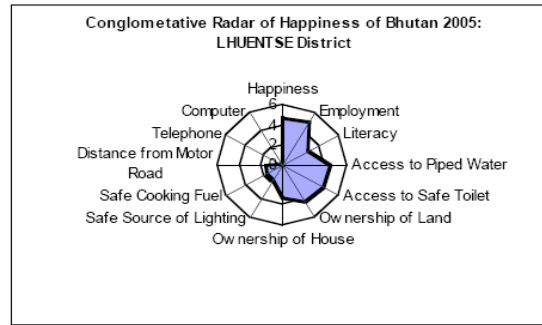 Conglometative Radar of Happiness of Bhutan 2005:
LHUENTSE District
Happiness
Employment
Literacy
Access to Piped Water
Access to Safe Toilet
Ownership of Land
Ownership of House
Safe Source of Lighting
Safe Cooking Fuel
Distance from Motor
Road
Telephone
Computer
6
4
2
0